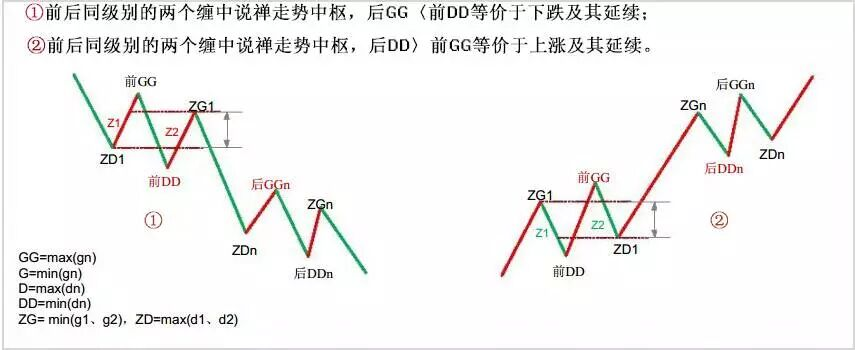 ①前后同级别的两个缠中说禅走势中枢，后GG〈前DD等价于下跌及其延续；
②前后同级别的两个缠中说禅走势中枢，后DD〉前GG等价于上涨及其延续。
前GG
ZG1
Z1
Z2
ZD1
前DD
后GGn
ZGn
ZDn
后DDn
①
后GGn
ZGn
后DDn
ZDn
前GG
ZG1
Z1
Z2
ZD1
前DD
②
GG=max(gn)
G=min(gn)
D=max(dn)
DD=min(dn)
ZG= min(g1、g2)，ZD=max(d1、d2)